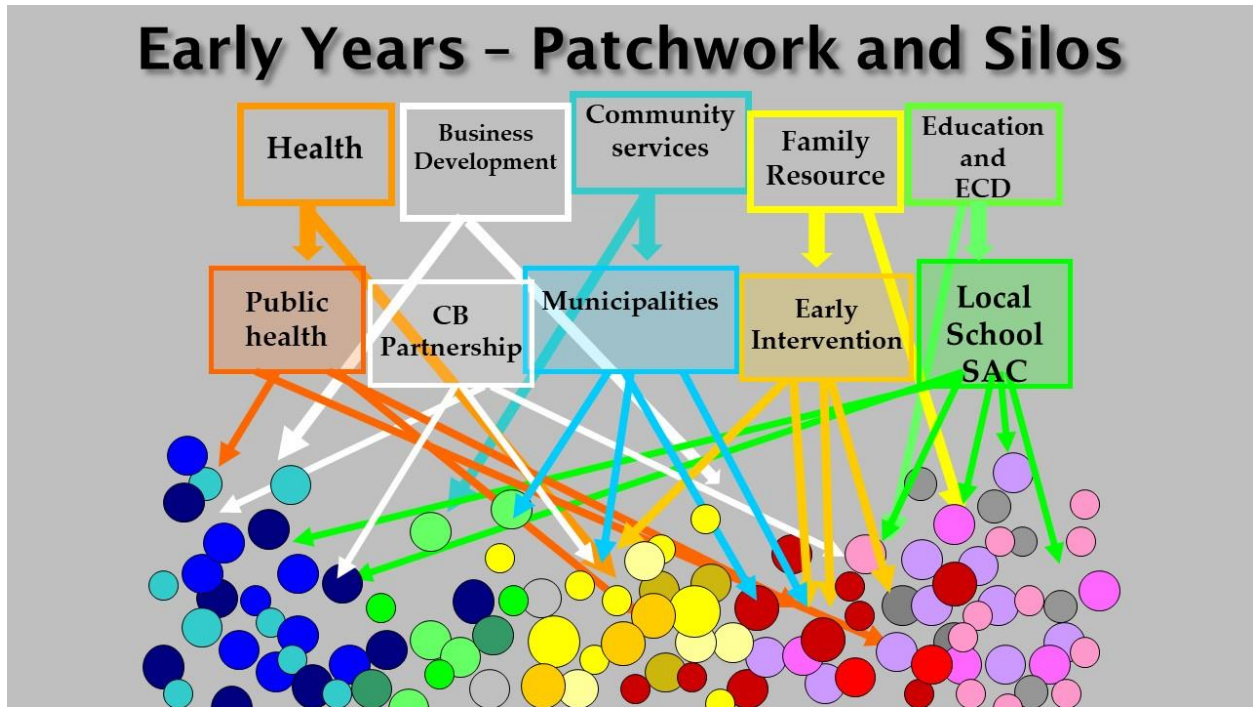 Early Years – Patchwork and Silos
Health
Business
Development
Community
services
Family
Resource
Education
and
ECD
Public
health
CB
Partnership
Municipalities
Early
Intervention
Local
School
SAC